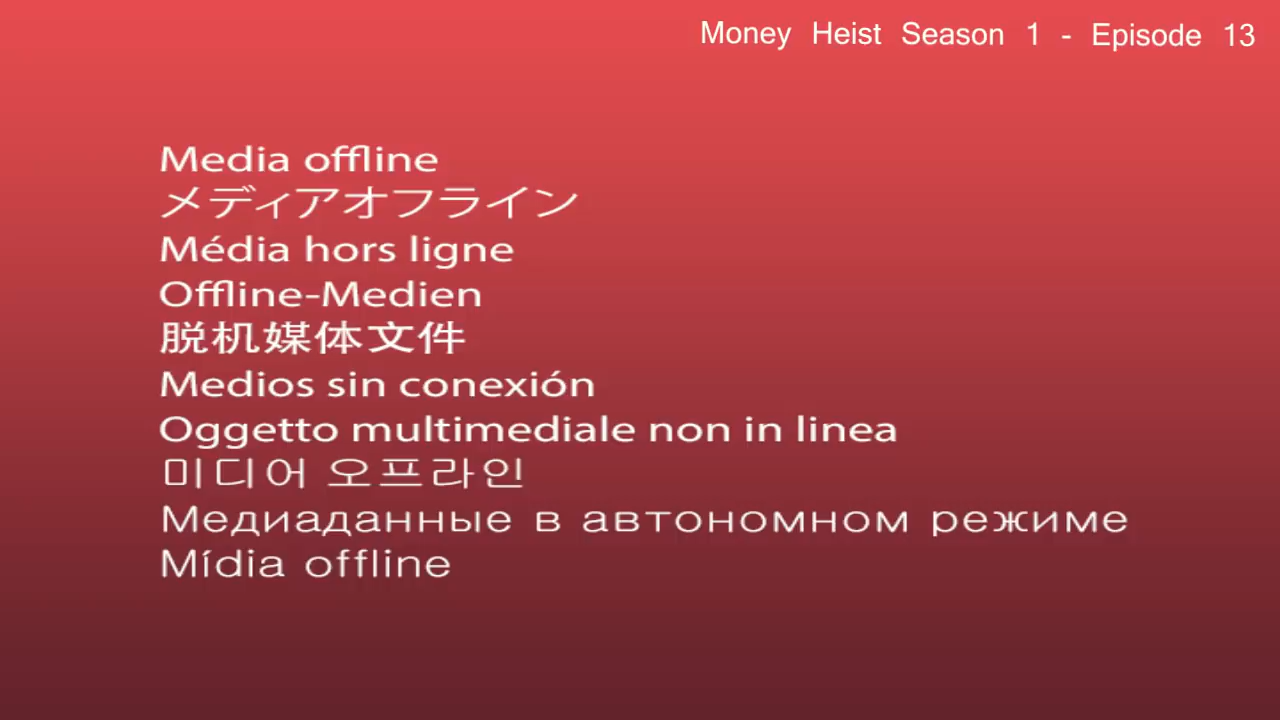 Money Heist Season 1 - Episode 13
Media offline
メディアオフライン
Média hors ligne
Offline-Medien
脱机媒体文件
Medios sin conexión
Oggetto multimediale non in linea
미디어 오프라인
Медиаданные в автономном режиме
Mídia offline